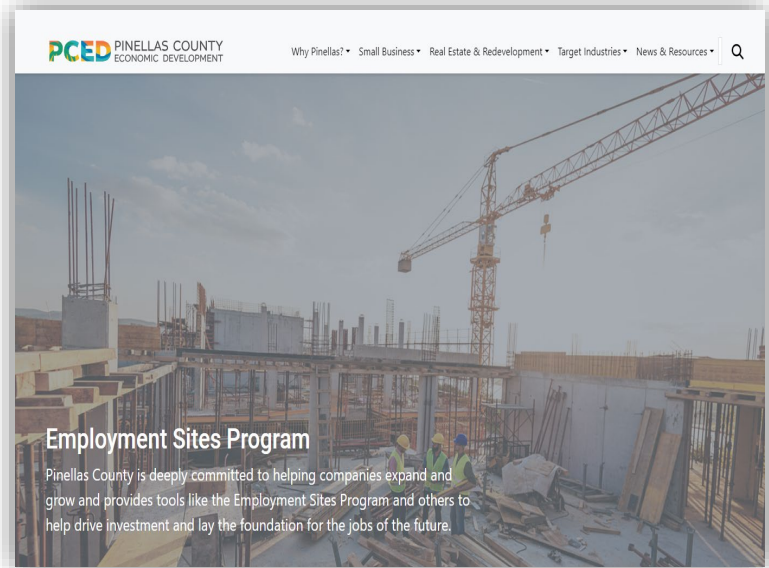 PCED PINELLAS COUNTY
ECONOMIC DEVELOPMENT
Why Pinellas? Small Business Real Estate & Redevelopment Target Industries News & Resources
Employment Sites Program
Pinellas County is deeply committed to helping companies expand and
grow and provides tools like the Employment Sites Program and others to
help drive investment and lay the foundation for the jobs of the future.